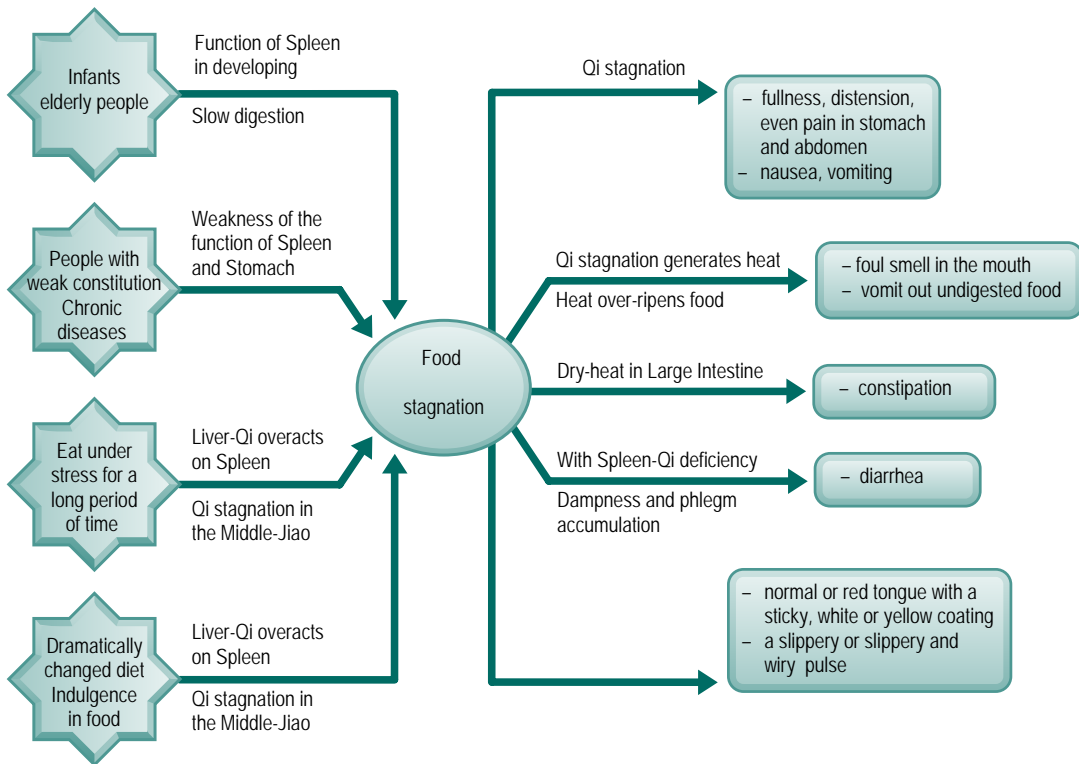 Infants
elderly people
Function of Spleen
in developing
Slow digestion
People with
weak constitution
Chronic
diseases
Weakness of the
function of Spleen
and Stomach
Eat under
stress for a
long period
of time
Liver-Qi overacts
on Spleen
Qi stagnation in
the Middle-Jiao
Dramatically
changed diet
Indulgence
in food
Liver-Qi overacts
on Spleen
Qi stagnation in
the Middle-Jiao
Food
stagnation
Qi stagnation
– fullness, distension,
even pain in stomach
and abdomen
– nausea, vomiting
Qi stagnation generates heat
Heat over-ripens food
– foul smell in the mouth
– vomit out undigested food
Dry-heat in Large Intestine
– constipation
With Spleen-Qi deficiency
Dampness and phlegm
accumulation
– diarrhea
– normal or red tongue with a
sticky, white or yellow coating
– a slippery or slippery and
wiry pulse